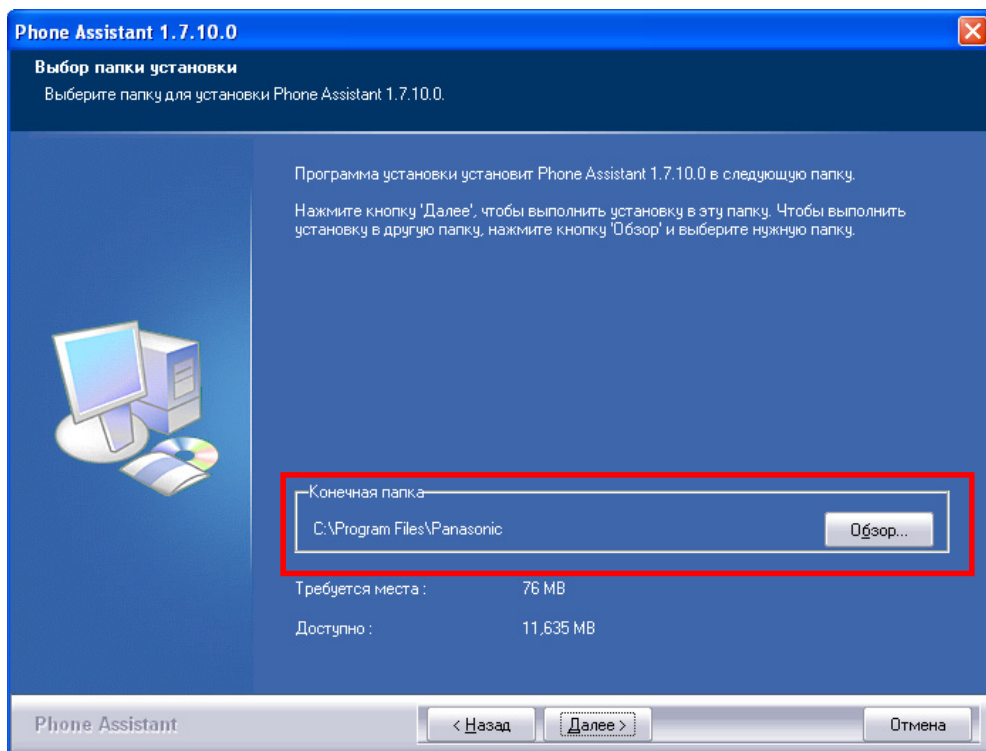 Phone Assistant 1.7.10.0
Выбор папки установки
Выберите папку для установки Phone Assistant 1.7.10.0.
Программа установки установит Phone Assistant 1.7.10.0 в следующую папку.
Нажмите кнопку 'Далее', чтобы выполнить установку в эту папку. Чтобы выполнить
установку в другую папку, нажмите кнопку 'Обзор' и выберите нужную папку.
Конечная папка
C:\Program Files\Panasonic Обзор...
Требуется места : 76 MB
Доступно : 11,635 MB
Phone Assistant < Назад Далее > Отмена